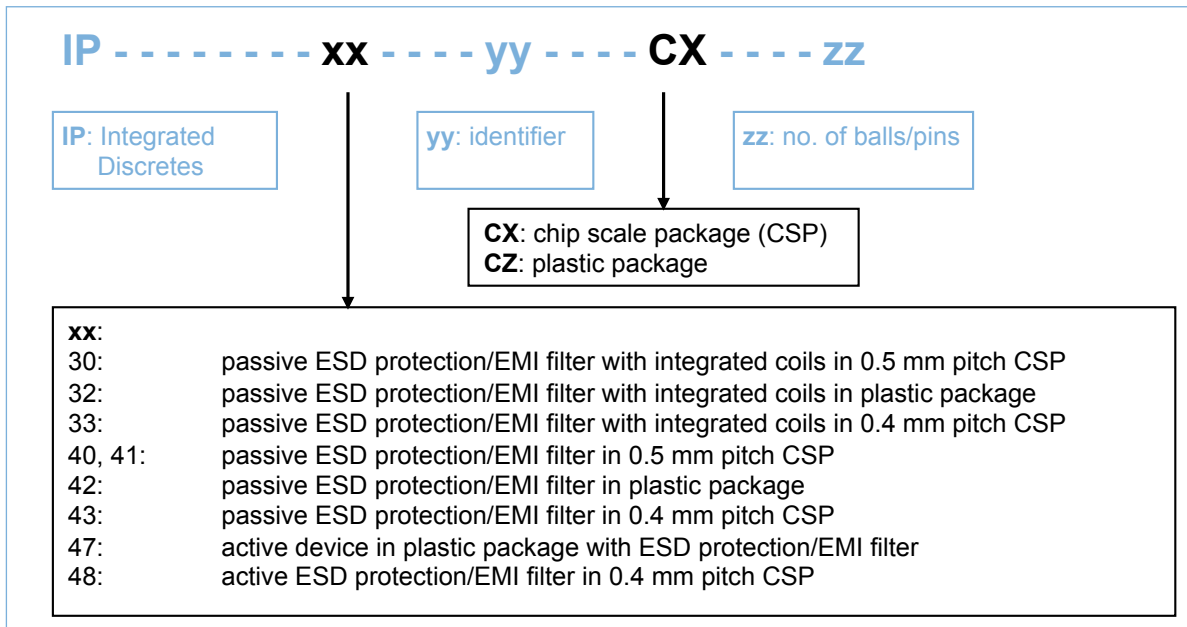 IP - - - - - - - - xx - - - - yy - - - - CX - - - - zz
IP: Integrated
Discretes
yy: identifier
zz: no. of balls/pins
CX: chip scale package (CSP)
CZ: plastic package
xx:
30: passive ESD protection/EMI filter with integrated coils in 0.5 mm pitch CSP
32: passive ESD protection/EMI filter with integrated coils in plastic package
33: passive ESD protection/EMI filter with integrated coils in 0.4 mm pitch CSP
40, 41: passive ESD protection/EMI filter in 0.5 mm pitch CSP
42: passive ESD protection/EMI filter in plastic package
43: passive ESD protection/EMI filter in 0.4 mm pitch CSP
47: active device in plastic package with ESD protection/EMI filter
48: active ESD protection/EMI filter in 0.4 mm pitch CSP